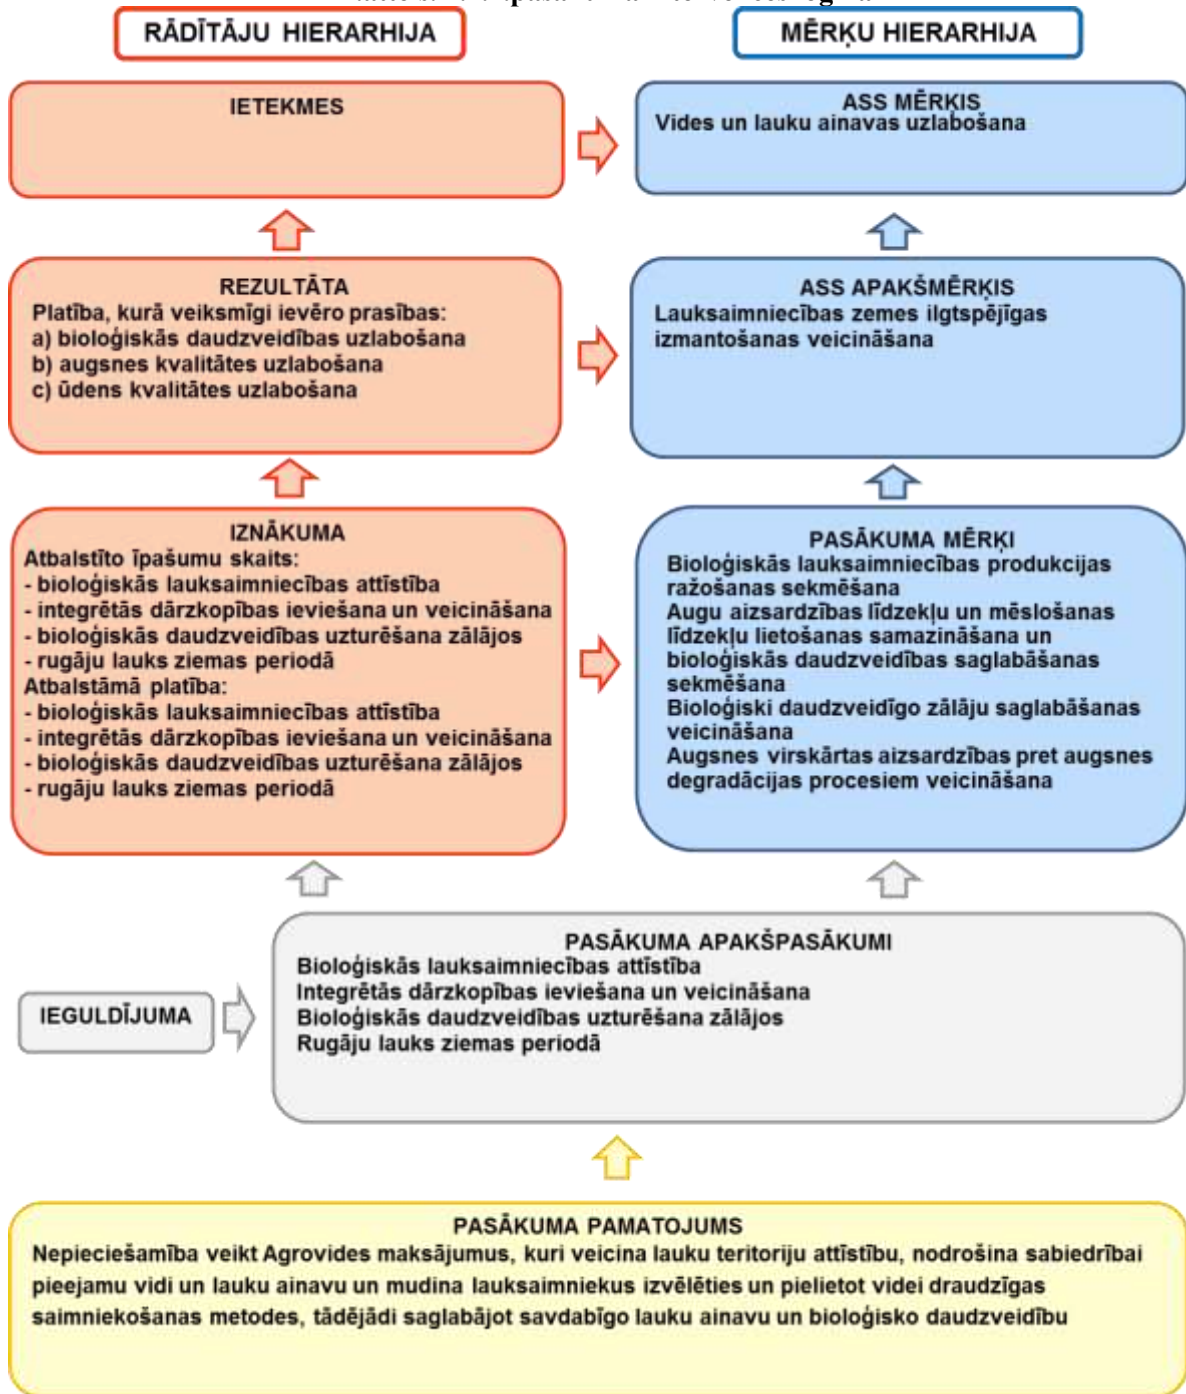 RĀDĪTĀJU HIERARHIJA
MĒRĶU HIERARHIJA
IETEKMES
ASS MĒRĶIS
Vides un lauku ainavas uzlabošana
REZULTĀTA
Platība, kurā veiksmīgi ievēro prasības:
a) bioloģiskās daudzveidības uzlabošana
b) augsnes kvalitātes uzlabošana
c) ūdens kvalitātes uzlabošana
ASS APAKŠMĒRĶIS
Lauksaimniecības zemes ilgtspējīgas
izmantošanas veicināšana
IZNĀKUMA
Atbalstīto īpašumu skaits:
- bioloģiskās lauksaimniecības attīstība
- integrētās dārzkopības ieviešana un veicināšana
- bioloģiskās daudzveidības uzturēšana zālājos
- rugāju lauks ziemas periodā
Atbalstāmā platība:
- bioloģiskās lauksaimniecības attīstība
- integrētās dārzkopības ieviešana un veicināšana
- bioloģiskās daudzveidības uzturēšana zālājos
- rugāju lauks ziemas periodā
PASĀKUMA MĒRĶI
Bioloģiskās lauksaimniecības produkcijas
ražošanas sekmēšana
Augu aizsardzības līdzekļu un mēslošanas
līdzekļu lietošanas samazināšana un
bioloģiskās daudzveidības saglabāšanas
sekmēšana
Bioloģiski daudzveidīgo zālāju saglabāšanas
veicināšana
Augsnes virskārtas aizsardzības pret augsnes
degradācijas procesiem veicināšana
IEGULDĪJUMA
PASĀKUMA APAKŠPASĀKUMI
Bioloģiskās lauksaimniecības attīstība
Integrētās dārzkopības ieviešana un veicināšana
Bioloģiskās daudzveidības uzturēšana zālājos
Rugāju lauks ziemas periodā
PASĀKUMA PAMATOJUMS
Nepieciešamība veikt Agrovides maksājumus, kuri veicina lauku teritoriju attīstību, nodrošina sabiedrībai
pieejamu vidi un lauku ainavu un mudina lauksaimniekus izvēlēties un pielietot videi draudzīgas
saimniekošanas metodes, tādējādi saglabājot savdabīgo lauku ainavu un bioloģisko daudzveidību